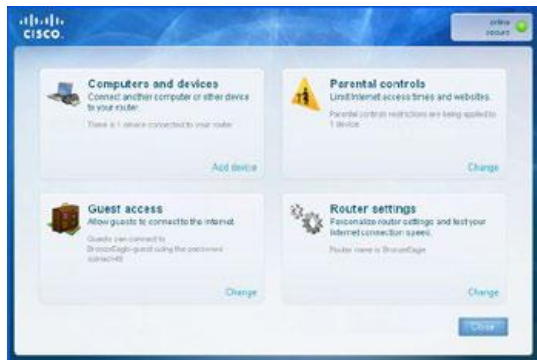 CISCO.
online
secure
Computers and devices
Connect another computer or other device
to your router.
There is 1 device connected to your router
Add device
Parental controls
Limit Internet access times and websites.
Parental controls restrictions are being applied to
1 device
Change
Guest access
Allow guests to connect to the internet.
Guests can connect to
BronzeEagle-guest using the password
Change
Router settings
Personalize router settings and test your
internet connection speed.
Router name is BronzeEagle
Change
Close